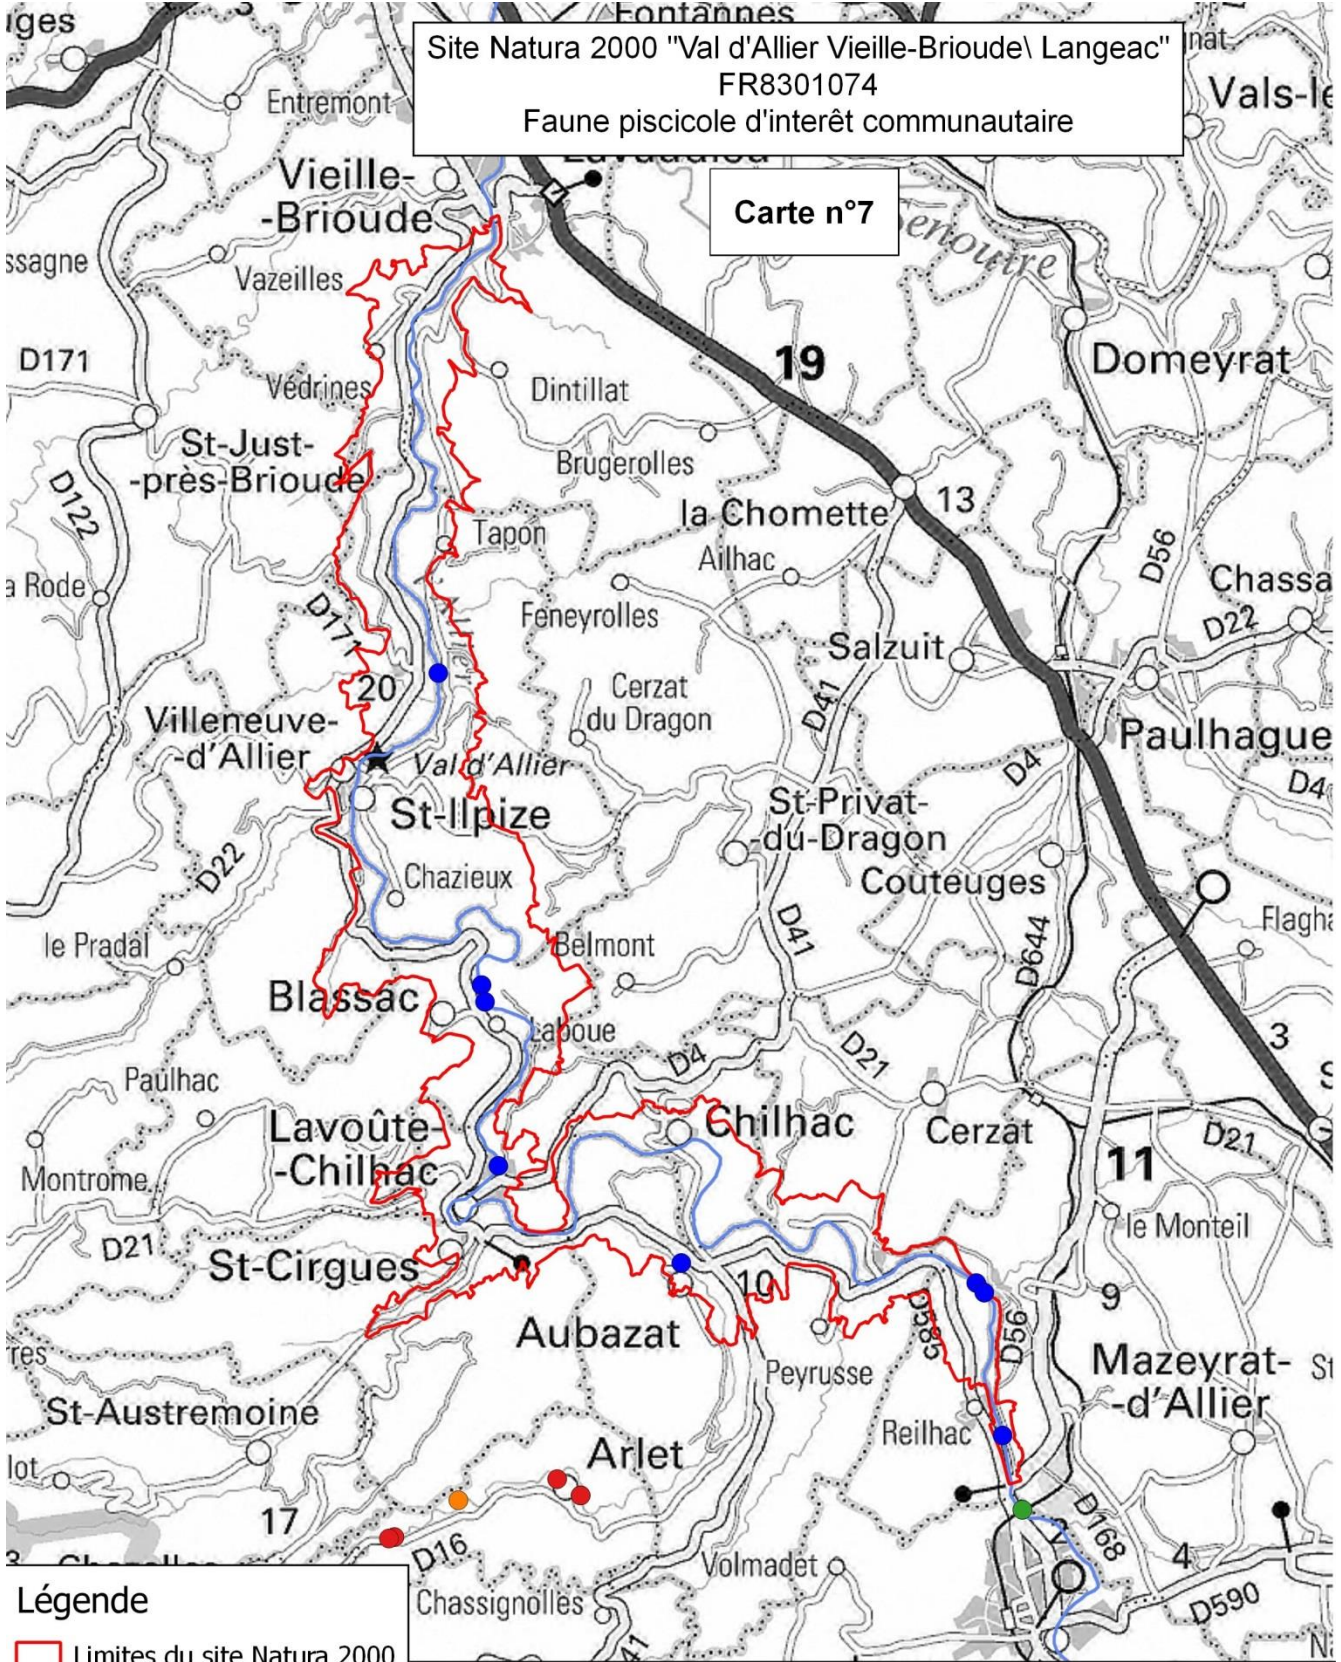 Fontannes
Site Natura 2000 "Val d'Allier Vieille-Brioude\ Langeac"
FR8301074
Faune piscicole d'interêt communautaire
Carte n°7
Entremont
Vieille-
-Brioude
Vazeilles
Senouire
D171
19
Domeyrat
Védrines
Dintillat
St-Just-
-près-Brioude
Brugerolles
D122
la Chomette
13
Tapon
Ailhac
D56
a Rode
Chassa
D171
Feneyrolles
D22
Salzuit
20
Cerzat
du Dragon
D41
Villeneuve-
-d'Allier
Paulhague
Val d'Allier
D4
D4
St-Ilpize
St-Privat-
-du-Dragon
D22
Chazieux
Couteuges
le Pradal
Belmont
D41
D644
Flagha
Blassac
Laboue
D4
D21
3
Paulhac
Lavoûte-
-Chilhac
Chilhac
Cerzat
D21
Montrome
11
le Monteil
D21
St-Cirgues
10
9
Aubazat
C585
D56
Peyrusse
Mazeyrat-
-d'Allier
St-Austremoine
Reilhac
Arlet
lot
17
D16
D168
Volmadet
4
Chassignolles
D590
41
Légende
Limites du site Natura 2000